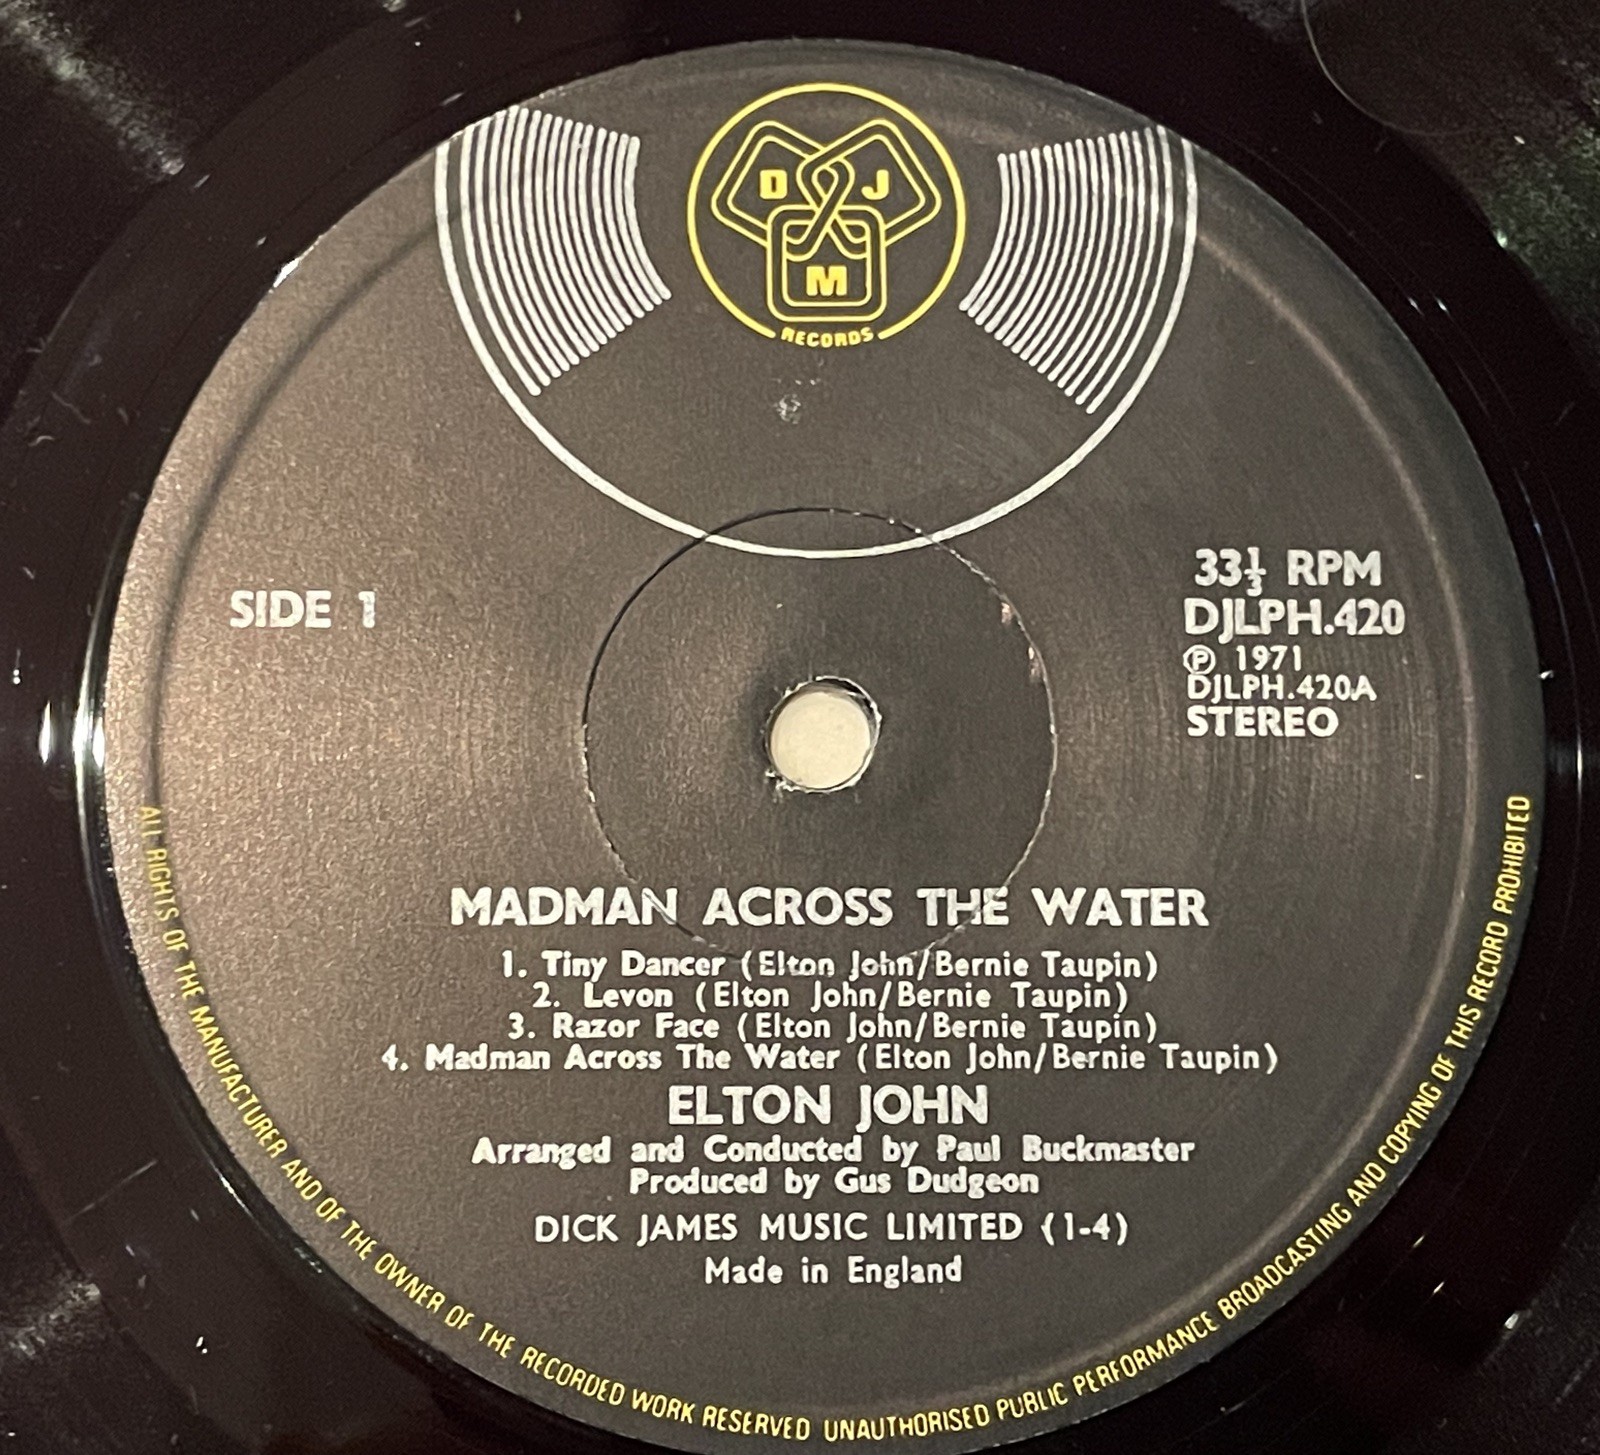 D J
M
RECORDS
SIDE 1
33⅓ RPM
DJLPH.420
℗ 1971
DJLPH.420A
STEREO
MADMAN ACROSS THE WATER
1. Tiny Dancer (Elton John/Bernie Taupin)
2. Levon (Elton John/Bernie Taupin)
3. Razor Face (Elton John/Bernie Taupin)
4. Madman Across The Water (Elton John/Bernie Taupin)
ELTON JOHN
Arranged and Conducted by Paul Buckmaster
Produced by Gus Dudgeon
DICK JAMES MUSIC LIMITED (1-4)
Made in England
ALL RIGHTS OF THE MANUFACTURER AND OF THE OWNER OF THE RECORDED WORK RESERVED UNAUTHORISED PUBLIC PERFORMANCE BROADCASTING AND COPYING OF THIS RECORD PROHIBITED